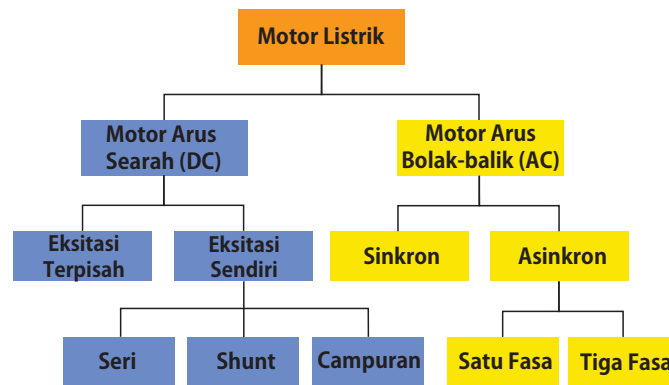 Motor Listrik
Motor Arus
Searah (DC)
Motor Arus
Bolak-balik (AC)
Eksitasi
Terpisah
Eksitasi
Sendiri
Sinkron
Asinkron
Seri
Shunt
Campuran
Satu Fasa
Tiga Fasa